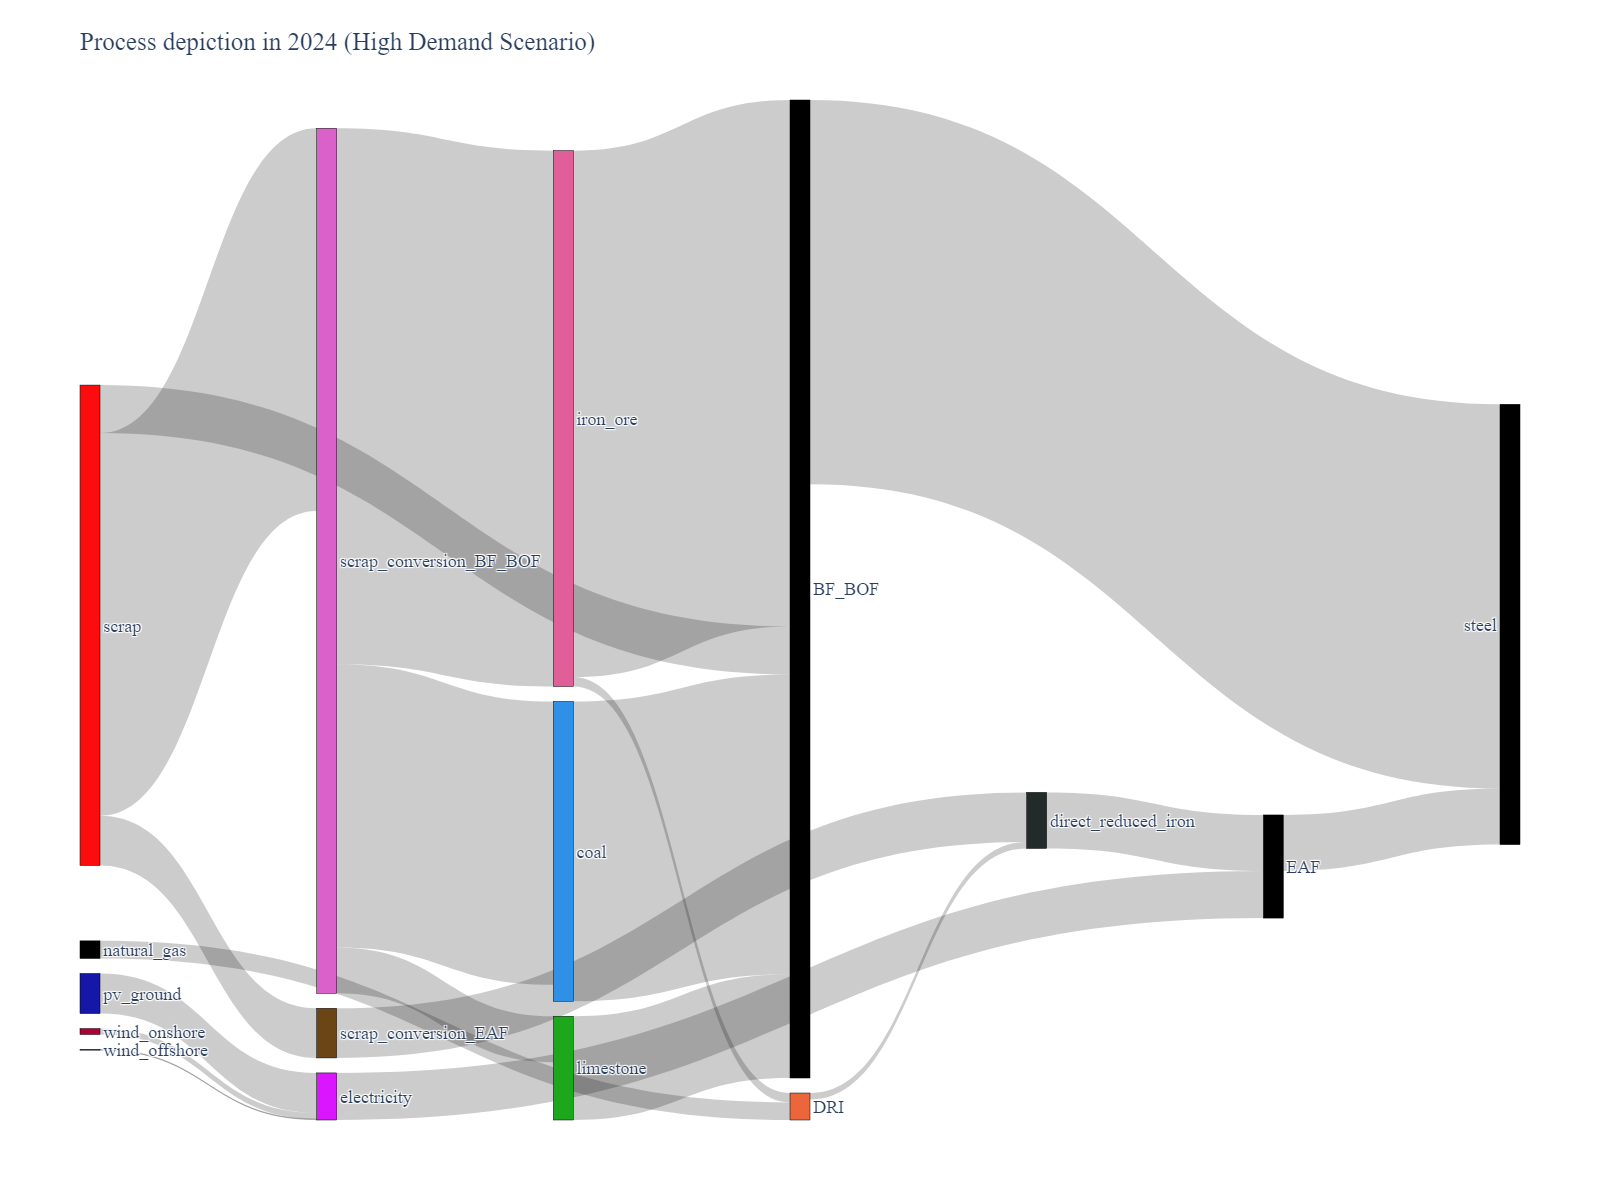 Process depiction in 2024 (High Demand Scenario)
iron_ore
scrap_conversion_BF_BOF
BF_BOF
scrap
steel
direct_reduced_iron
coal
EAF
natural_gas
pv_ground
wind_onshore
scrap_conversion_EAF
wind_offshore
limestone
electricity
DRI